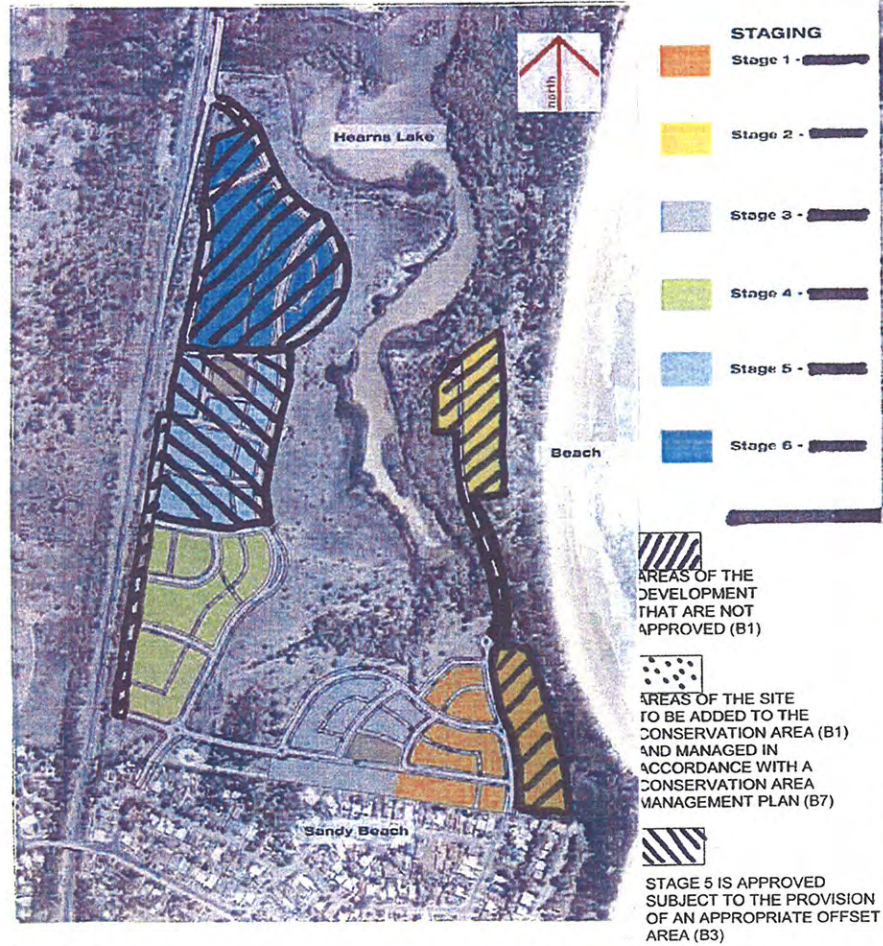 STAGING
Stage 1 -
Stage 2 -
Stage 3 -
Stage 4 -
Stage 5 -
Stage 6 -
north
Hearns Lake
Beach
Sandy Beach
AREAS OF THE
DEVELOPMENT
THAT ARE NOT
APPROVED (B1)
AREAS OF THE SITE
TO BE ADDED TO THE
CONSERVATION AREA (B1)
AND MANAGED IN
ACCORDANCE WITH A
CONSERVATION AREA
MANAGEMENT PLAN (B7)
STAGE 5 IS APPROVED
SUBJECT TO THE PROVISION
OF AN APPROPRIATE OFFSET
AREA (B3)